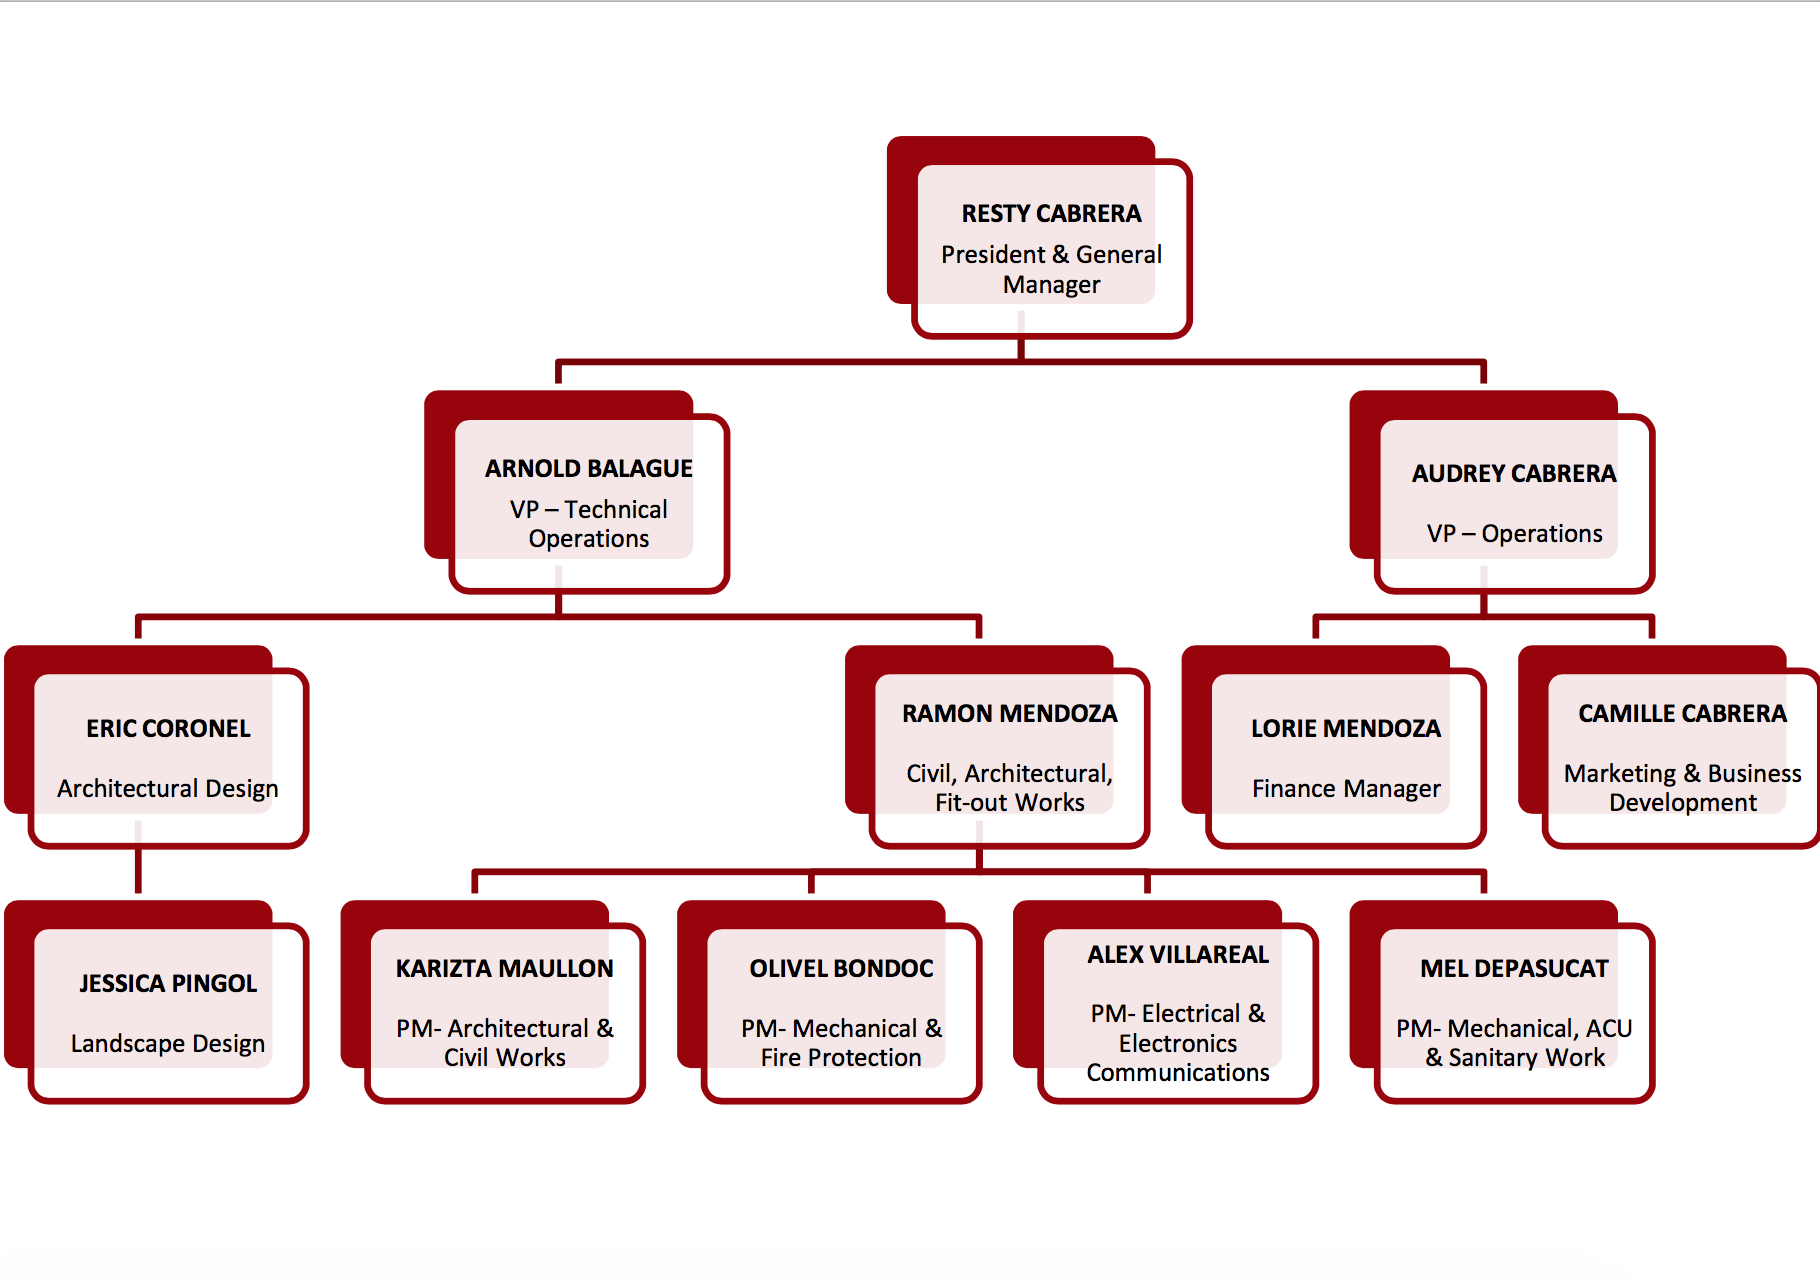 RESTY CABRERA
President & General
Manager
ARNOLD BALAGUE
VP – Technical
Operations
AUDREY CABRERA
VP – Operations
ERIC CORONEL
Architectural Design
RAMON MENDOZA
Civil, Architectural,
Fit-out Works
LORIE MENDOZA
Finance Manager
CAMILLE CABRERA
Marketing & Business
Development
JESSICA PINGOL
Landscape Design
KARIZTA MAULLON
PM- Architectural &
Civil Works
OLIVEL BONDOC
PM- Mechanical &
Fire Protection
ALEX VILLAREAL
PM- Electrical &
Electronics
Communications
MEL DEPASUCAT
PM- Mechanical, ACU
& Sanitary Work